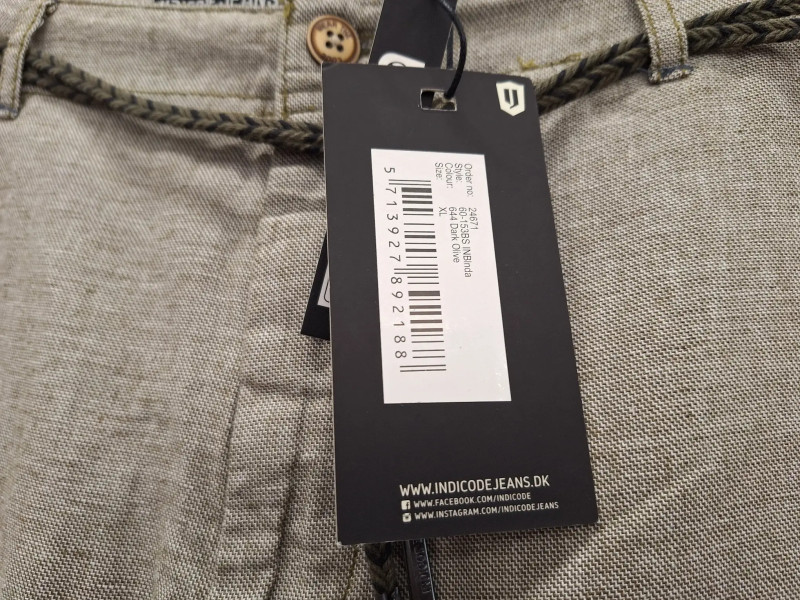 Order no: 24671
Style: 60-153BS INBInda
Colour: 644 Dark Olive
Size: XL
5 713927 892188
WWW.INDICODEJEANS.DK
WWW.FACEBOOK.COM/INDICODE
WWW.INSTAGRAM.COM/INDICODEJEANS